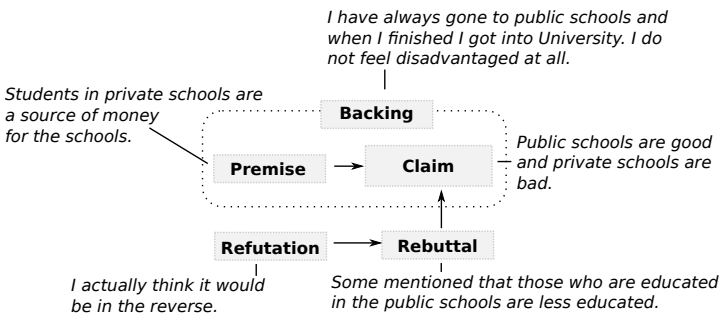 I have always gone to public schools and
when I finished I got into University. I do
not feel disadvantaged at all.
Students in private schools are
a source of money
for the schools.
Backing
Premise
Claim
Public schools are good
and private schools are
bad.
Refutation
Rebuttal
I actually think it would
be in the reverse.
Some mentioned that those who are educated
in the public schools are less educated.